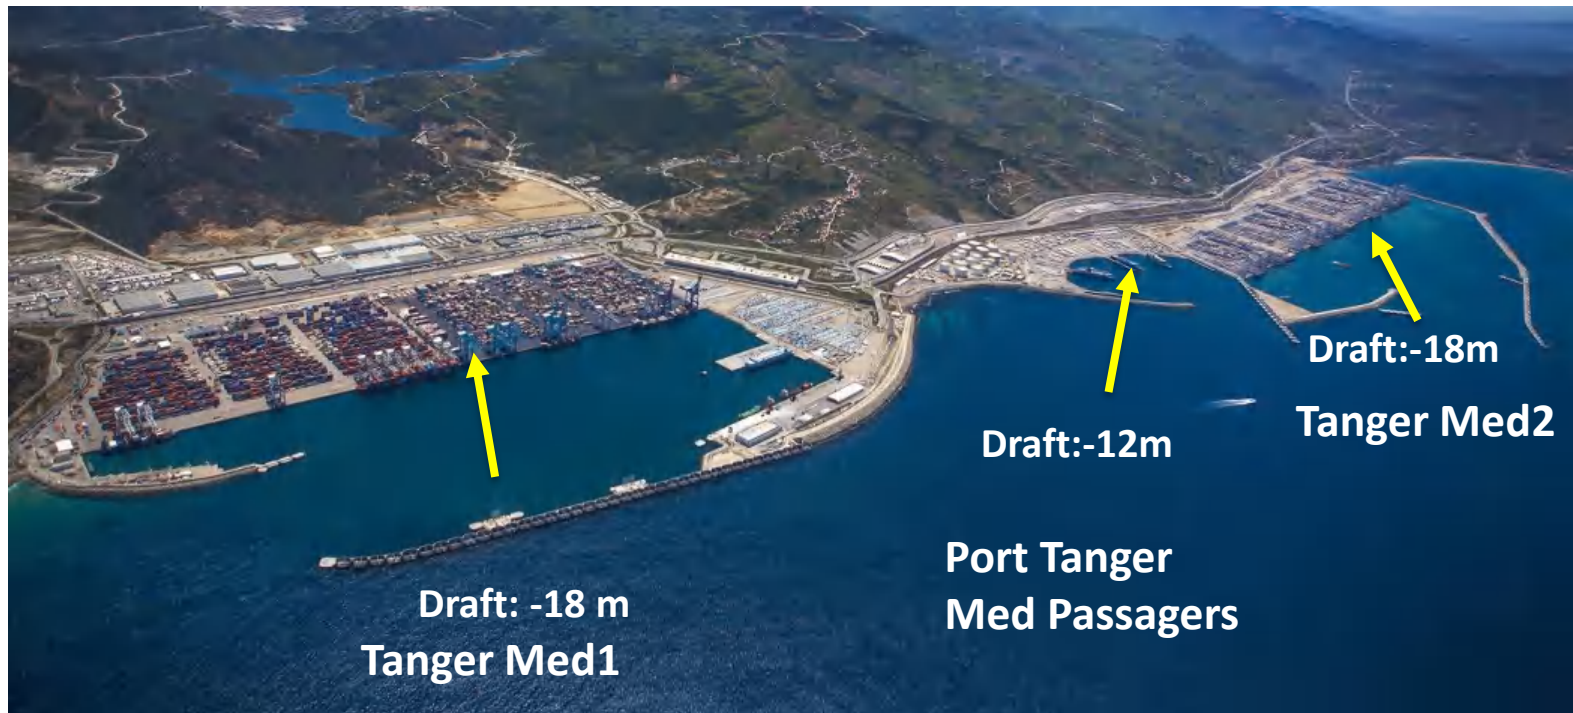 Draft:-18m
Tanger Med2
Draft:-12m
Port Tanger
Med Passagers
Draft: -18 m
Tanger Med1